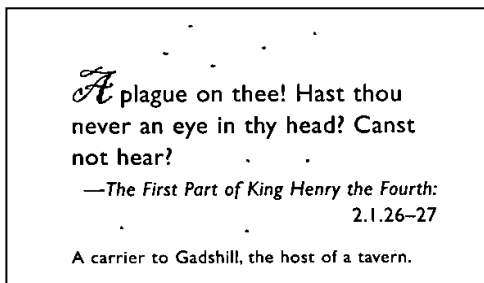 A plague on thee! Hast thou
never an eye in thy head? Canst
not hear?
—The First Part of King Henry the Fourth:
2.1.26–27
A carrier to Gadshill, the host of a tavern.